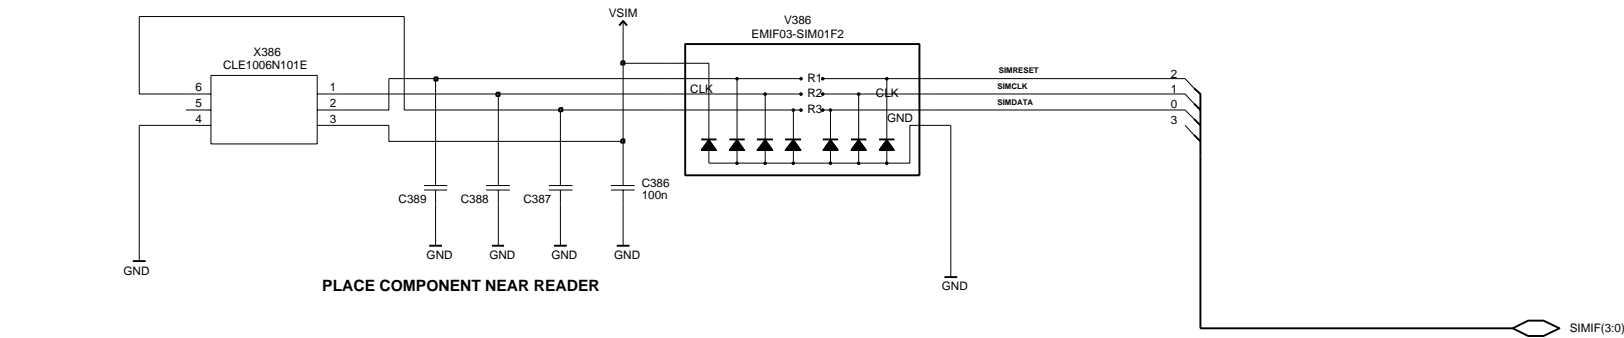 VSIM
V386
EMIF03-SIM01F2
X386
CLE1006N101E
6
5
4
1
2
3
CLK
R1
R2
R3
CLK
GND
SIMRESET
SIMCLK
SIMDATA
2
1
0
3
C389
C388
C387
C386
100n
GND
GND
GND
GND
GND
GND
PLACE COMPONENT NEAR READER
SIMIF(3:0)